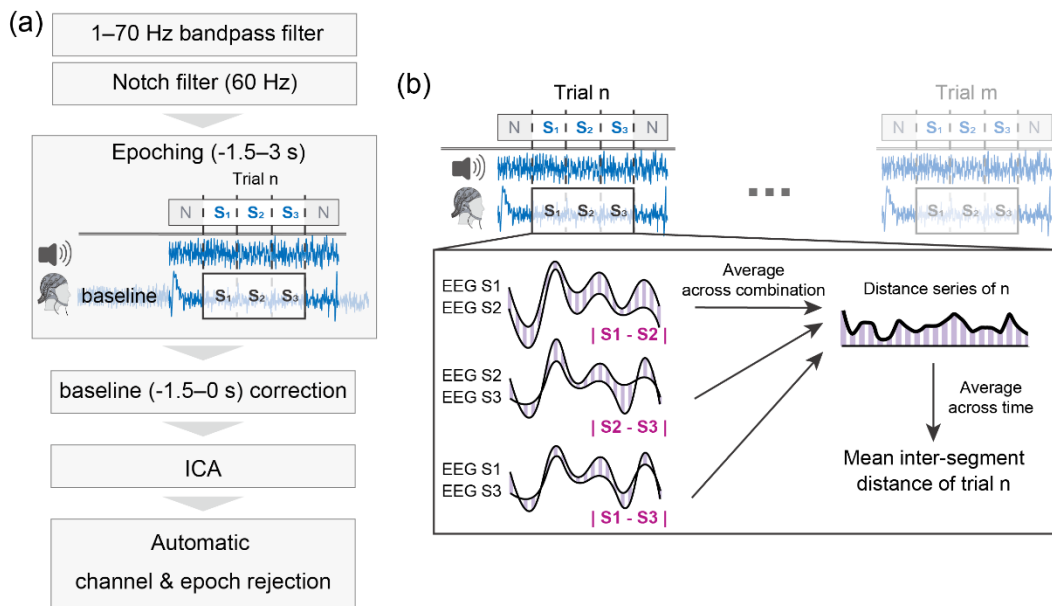 (a)
1–70 Hz bandpass filter
Notch filter (60 Hz)
Epoching (-1.5–3 s)
Trial n
N S1 S2 S3 N
baseline
S1 S2 S3
baseline (-1.5–0 s) correction
ICA
Automatic
channel & epoch rejection
(b)
Trial n
N S1 S2 S3 N
S1 S2 S3
Trial m
N S1 S2 S3 N
S1 S2 S3
EEG S1
EEG S2
| S1 - S2 |
EEG S2
EEG S3
| S2 - S3 |
EEG S1
EEG S3
| S1 - S3 |
Average
across combination
Distance series of n
Average
across time
Mean inter-segment
distance of trial n